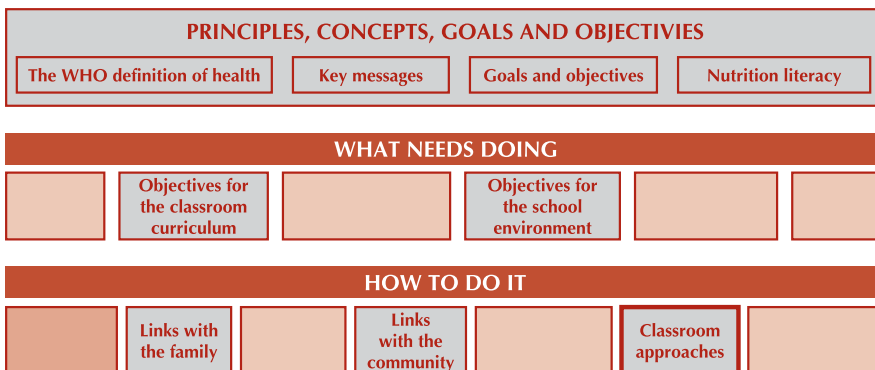 PRINCIPLES, CONCEPTS, GOALS AND OBJECTIVIES
The WHO definition of health
Key messages
Goals and objectives
Nutrition literacy
WHAT NEEDS DOING
Objectives for
the classroom
curriculum
Objectives for
the school
environment
HOW TO DO IT
Links with
the family
Links
with the
community
Classroom
approaches